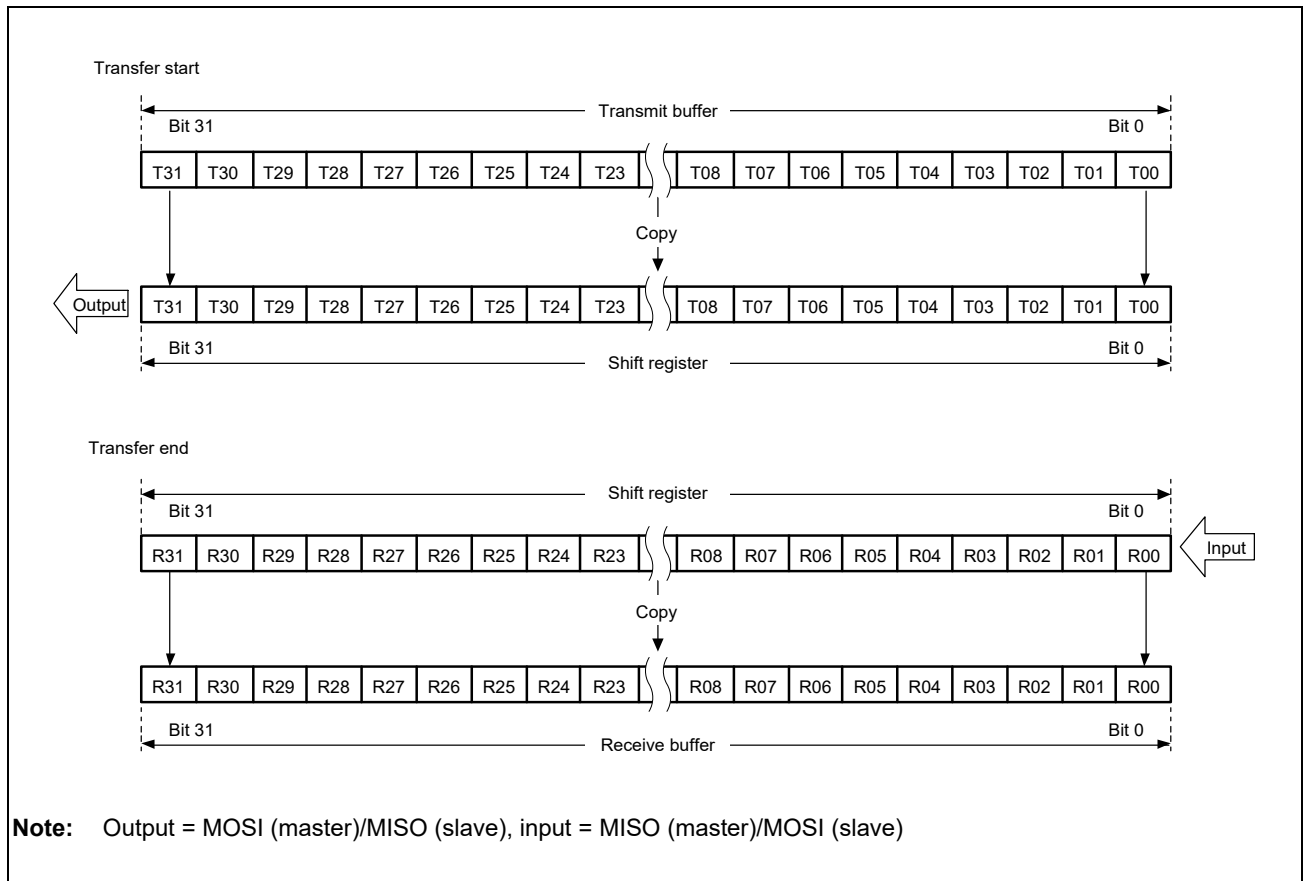 Transfer start
Transmit buffer
Bit 31 Bit 0
T31 T30 T29 T28 T27 T26 T25 T24 T23 T08 T07 T06 T05 T04 T03 T02 T01 T00
Copy
Output T31 T30 T29 T28 T27 T26 T25 T24 T23 T08 T07 T06 T05 T04 T03 T02 T01 T00
Bit 31 Bit 0
Shift register
Transfer end
Shift register
Bit 31 Bit 0
R31 R30 R29 R28 R27 R26 R25 R24 R23 R08 R07 R06 R05 R04 R03 R02 R01 R00 Input
Copy
R31 R30 R29 R28 R27 R26 R25 R24 R23 R08 R07 R06 R05 R04 R03 R02 R01 R00
Bit 31 Bit 0
Receive buffer
Note: Output = MOSI (master)/MISO (slave), input = MISO (master)/MOSI (slave)